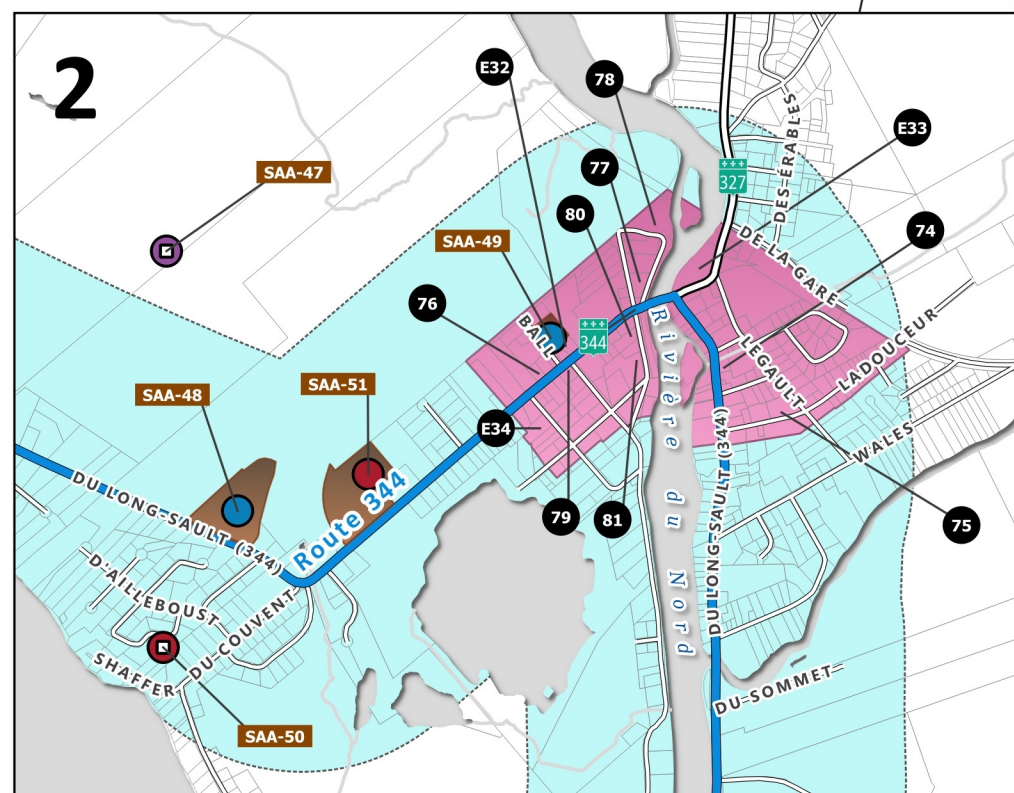 2
E32
78
E33
DES ÉRABLES
327
77
SAA-47
80
74
DE LA GARE
SAA-49
76
BALL
344
Rivière du Nord
LEGAULT
LADOUCEUR
SAA-51
SAA-48
E34
DU LONG-SAULT (344)
WALES
Route 344
79
81
75
DU LONG-SAULT (344)
D'AILLEBOUST
DU COUVENT
SHAFFER
DU SOMMET
SAA-50